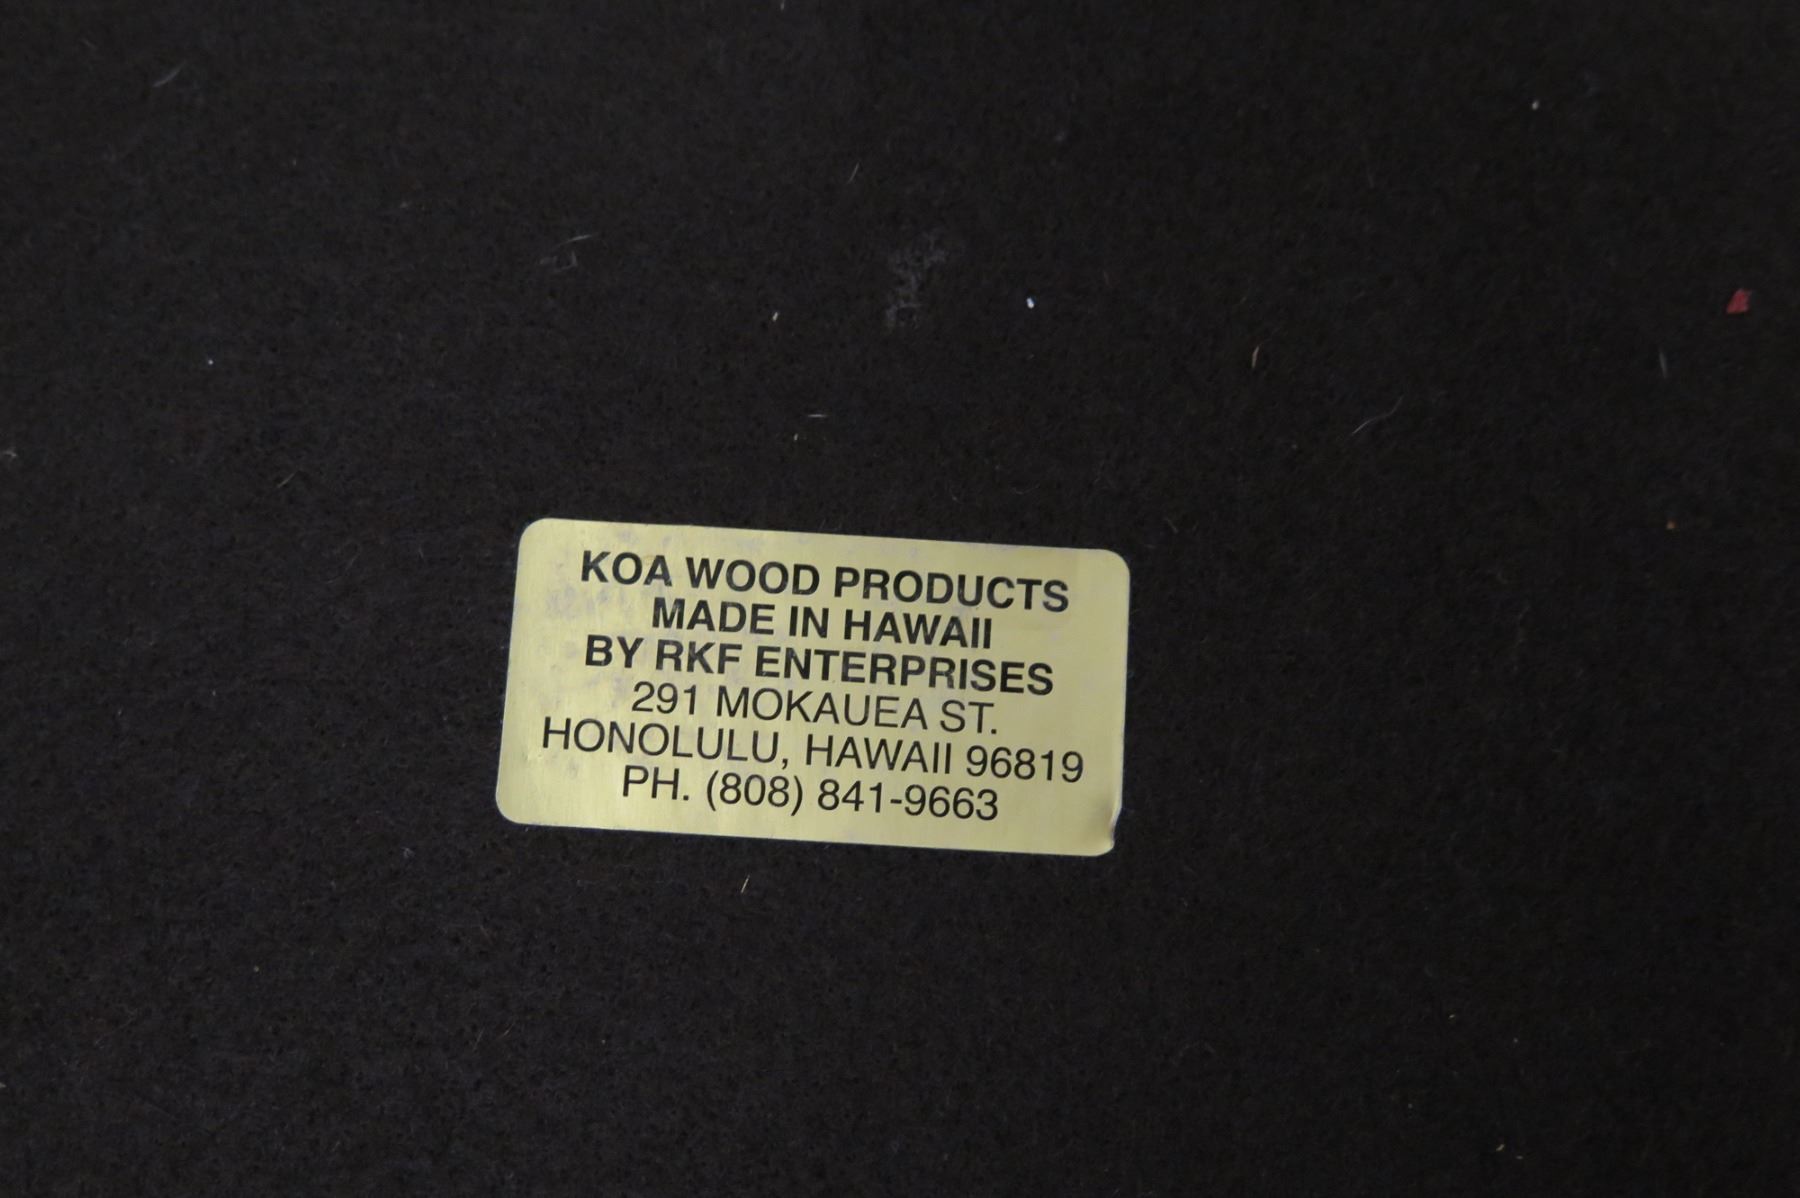 KOA WOOD PRODUCTS
MADE IN HAWAII
BY RKF ENTERPRISES
291 MOKAUEA ST.
HONOLULU, HAWAII 96819
PH. (808) 841-9663